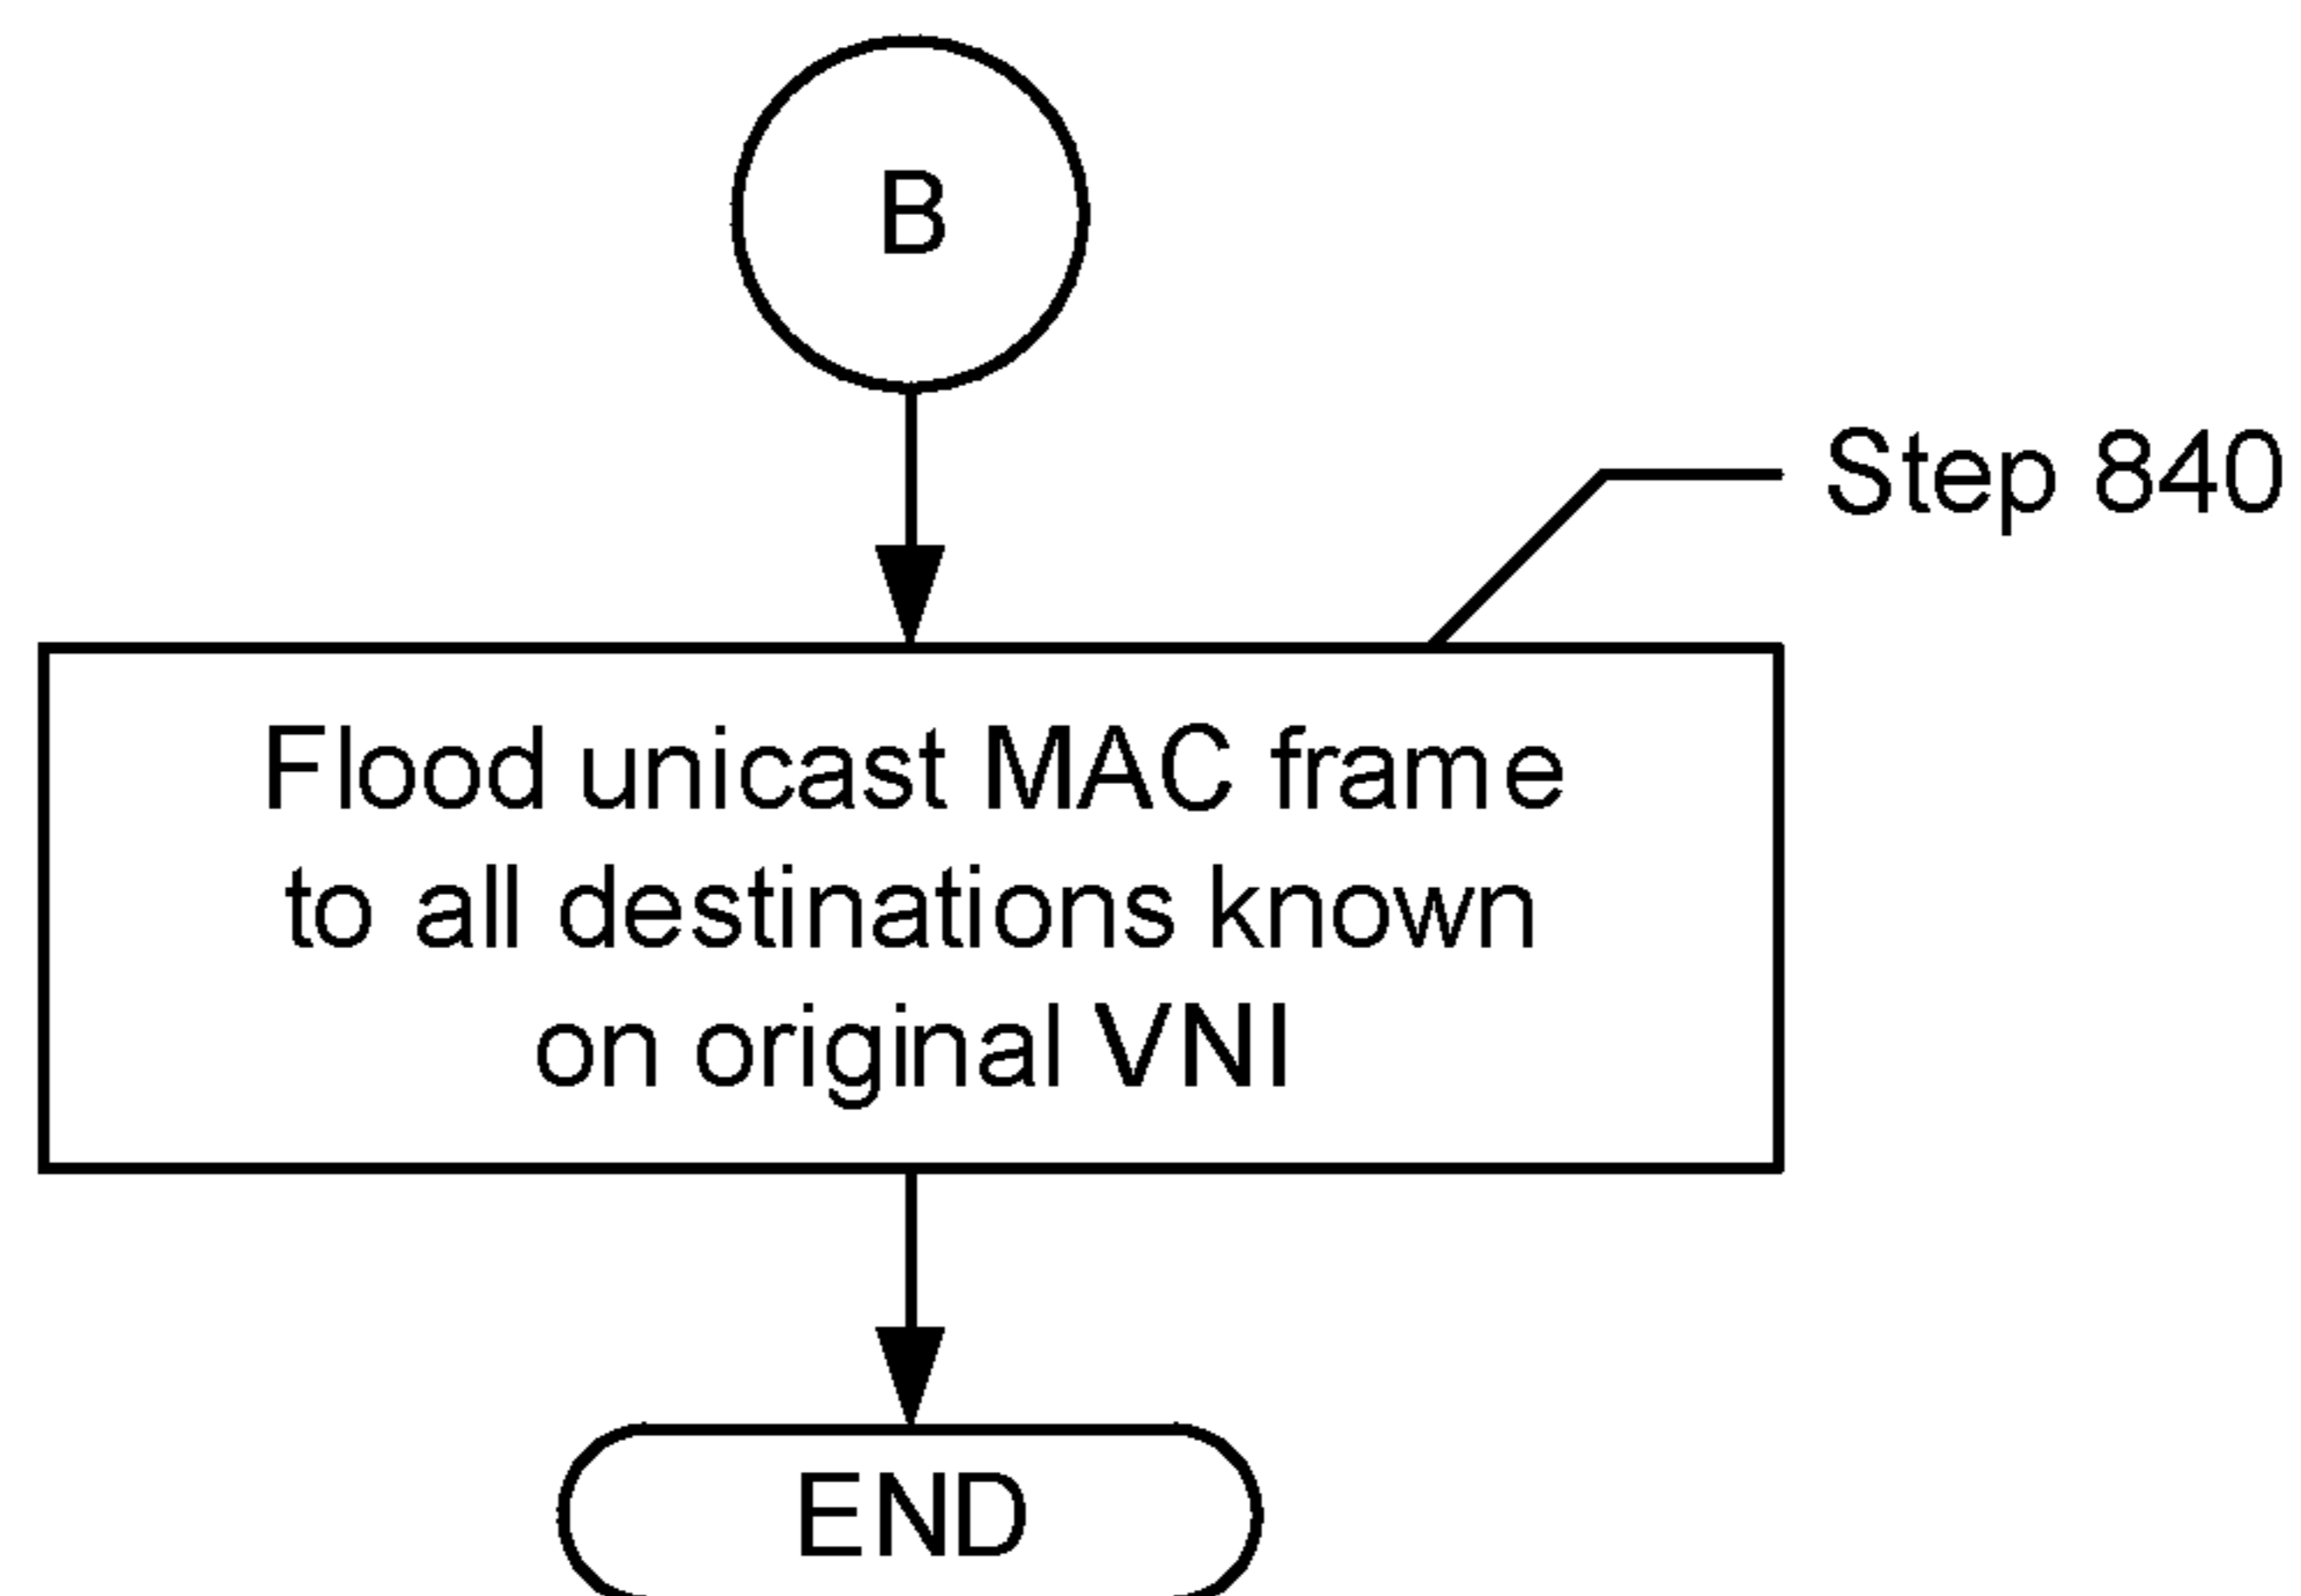 B
Step 840
Flood unicast MAC frame
to all destinations known
on original VNI
END